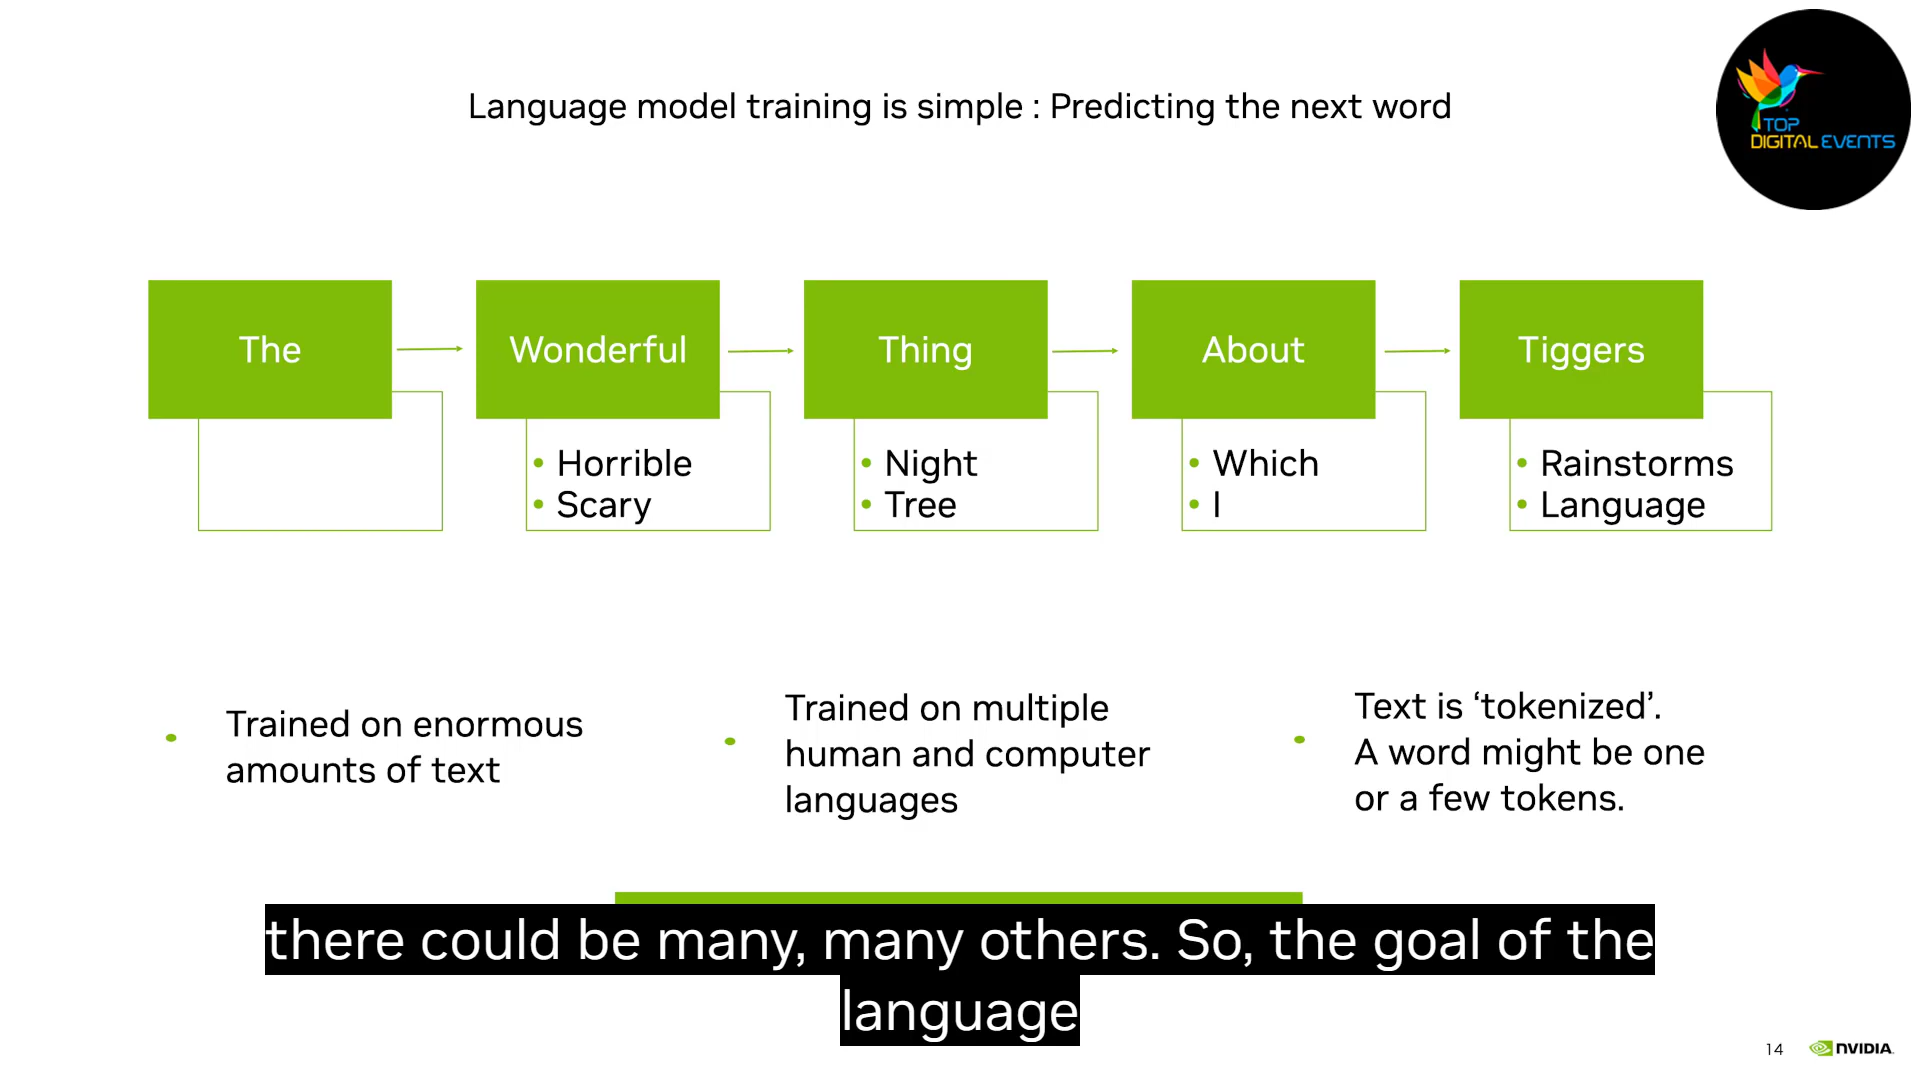 Language model training is simple : Predicting the next word
TOP
DIGITAL EVENTS
The
Wonderful
Thing
About
Tiggers
• Horrible
• Scary
• Night
• Tree
• Which
• I
• Rainstorms
• Language
• Trained on enormous
amounts of text
• Trained on multiple
human and computer
languages
• Text is ‘tokenized’.
A word might be one
or a few tokens.
there could be many, many others. So, the goal of the
language
14
NVIDIA.